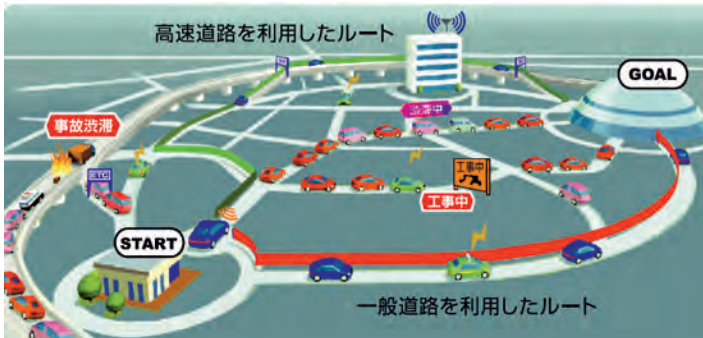 高速道路を利用したルート
GOAL
渋滞中
事故渋滞
工事中
ETC
工事中
START
一般道路を利用したルート